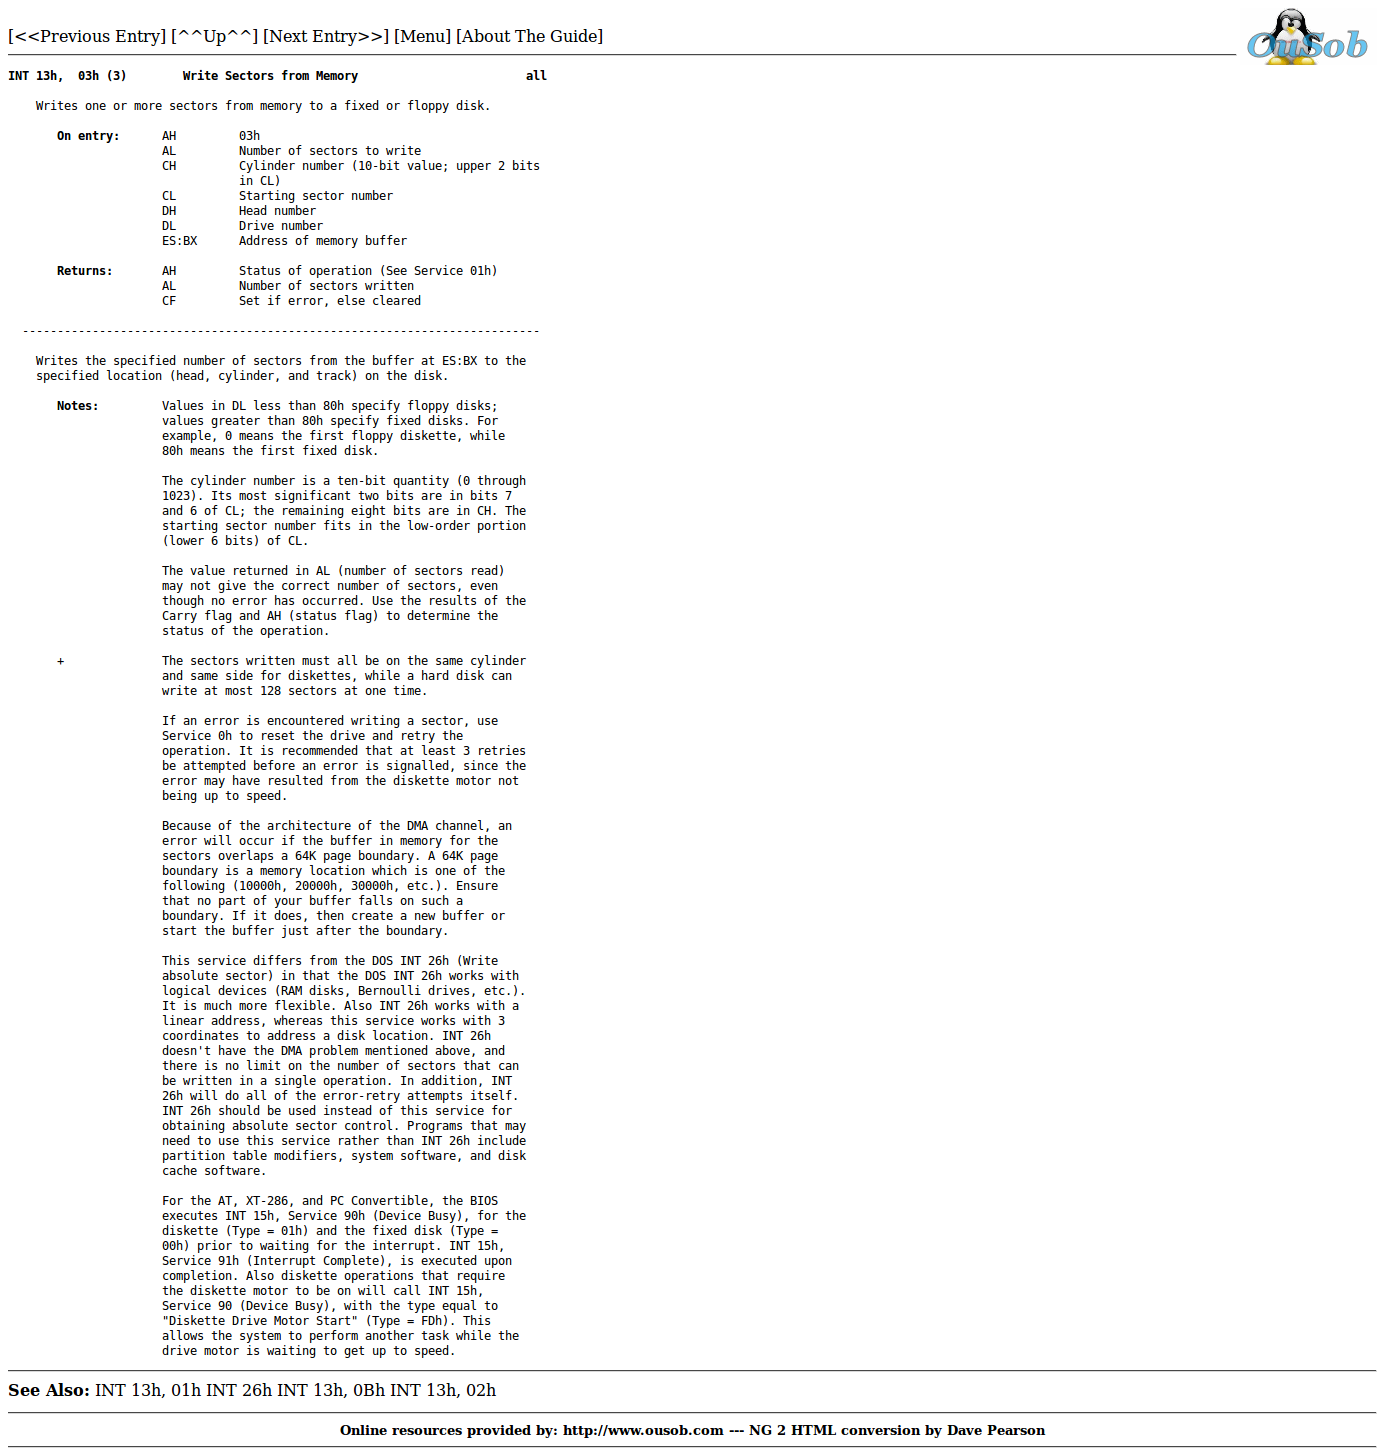 [<<Previous Entry] [^^Up^^] [Next Entry>>] [Menu] [About The Guide]
OuSob
INT 13h,  03h (3)        Write Sectors from Memory                        all
Writes one or more sectors from memory to a fixed or floppy disk.
On entry:      AH         03h
AL         Number of sectors to write
CH         Cylinder number (10-bit value; upper 2 bits
in CL)
CL         Starting sector number
DH         Head number
DL         Drive number
ES:BX      Address of memory buffer
Returns:       AH         Status of operation (See Service 01h)
AL         Number of sectors written
CF         Set if error, else cleared
--------------------------------------------------------------------------
Writes the specified number of sectors from the buffer at ES:BX to the
specified location (head, cylinder, and track) on the disk.
Notes:         Values in DL less than 80h specify floppy disks;
values greater than 80h specify fixed disks. For
example, 0 means the first floppy diskette, while
80h means the first fixed disk.
The cylinder number is a ten-bit quantity (0 through
1023). Its most significant two bits are in bits 7
and 6 of CL; the remaining eight bits are in CH. The
starting sector number fits in the low-order portion
(lower 6 bits) of CL.
The value returned in AL (number of sectors read)
may not give the correct number of sectors, even
though no error has occurred. Use the results of the
Carry flag and AH (status flag) to determine the
status of the operation.
+              The sectors written must all be on the same cylinder
and same side for diskettes, while a hard disk can
write at most 128 sectors at one time.
If an error is encountered writing a sector, use
Service 0h to reset the drive and retry the
operation. It is recommended that at least 3 retries
be attempted before an error is signalled, since the
error may have resulted from the diskette motor not
being up to speed.
Because of the architecture of the DMA channel, an
error will occur if the buffer in memory for the
sectors overlaps a 64K page boundary. A 64K page
boundary is a memory location which is one of the
following (10000h, 20000h, 30000h, etc.). Ensure
that no part of your buffer falls on such a
boundary. If it does, then create a new buffer or
start the buffer just after the boundary.
This service differs from the DOS INT 26h (Write
absolute sector) in that the DOS INT 26h works with
logical devices (RAM disks, Bernoulli drives, etc.).
It is much more flexible. Also INT 26h works with a
linear address, whereas this service works with 3
coordinates to address a disk location. INT 26h
doesn't have the DMA problem mentioned above, and
there is no limit on the number of sectors that can
be written in a single operation. In addition, INT
26h will do all of the error-retry attempts itself.
INT 26h should be used instead of this service for
obtaining absolute sector control. Programs that may
need to use this service rather than INT 26h include
partition table modifiers, system software, and disk
cache software.
For the AT, XT-286, and PC Convertible, the BIOS
executes INT 15h, Service 90h (Device Busy), for the
diskette (Type = 01h) and the fixed disk (Type =
00h) prior to waiting for the interrupt. INT 15h,
Service 91h (Interrupt Complete), is executed upon
completion. Also diskette operations that require
the diskette motor to be on will call INT 15h,
Service 90 (Device Busy), with the type equal to
"Diskette Drive Motor Start" (Type = FDh). This
allows the system to perform another task while the
drive motor is waiting to get up to speed.
See Also: INT 13h, 01h INT 26h INT 13h, 0Bh INT 13h, 02h
Online resources provided by: http://www.ousob.com --- NG 2 HTML conversion by Dave Pearson